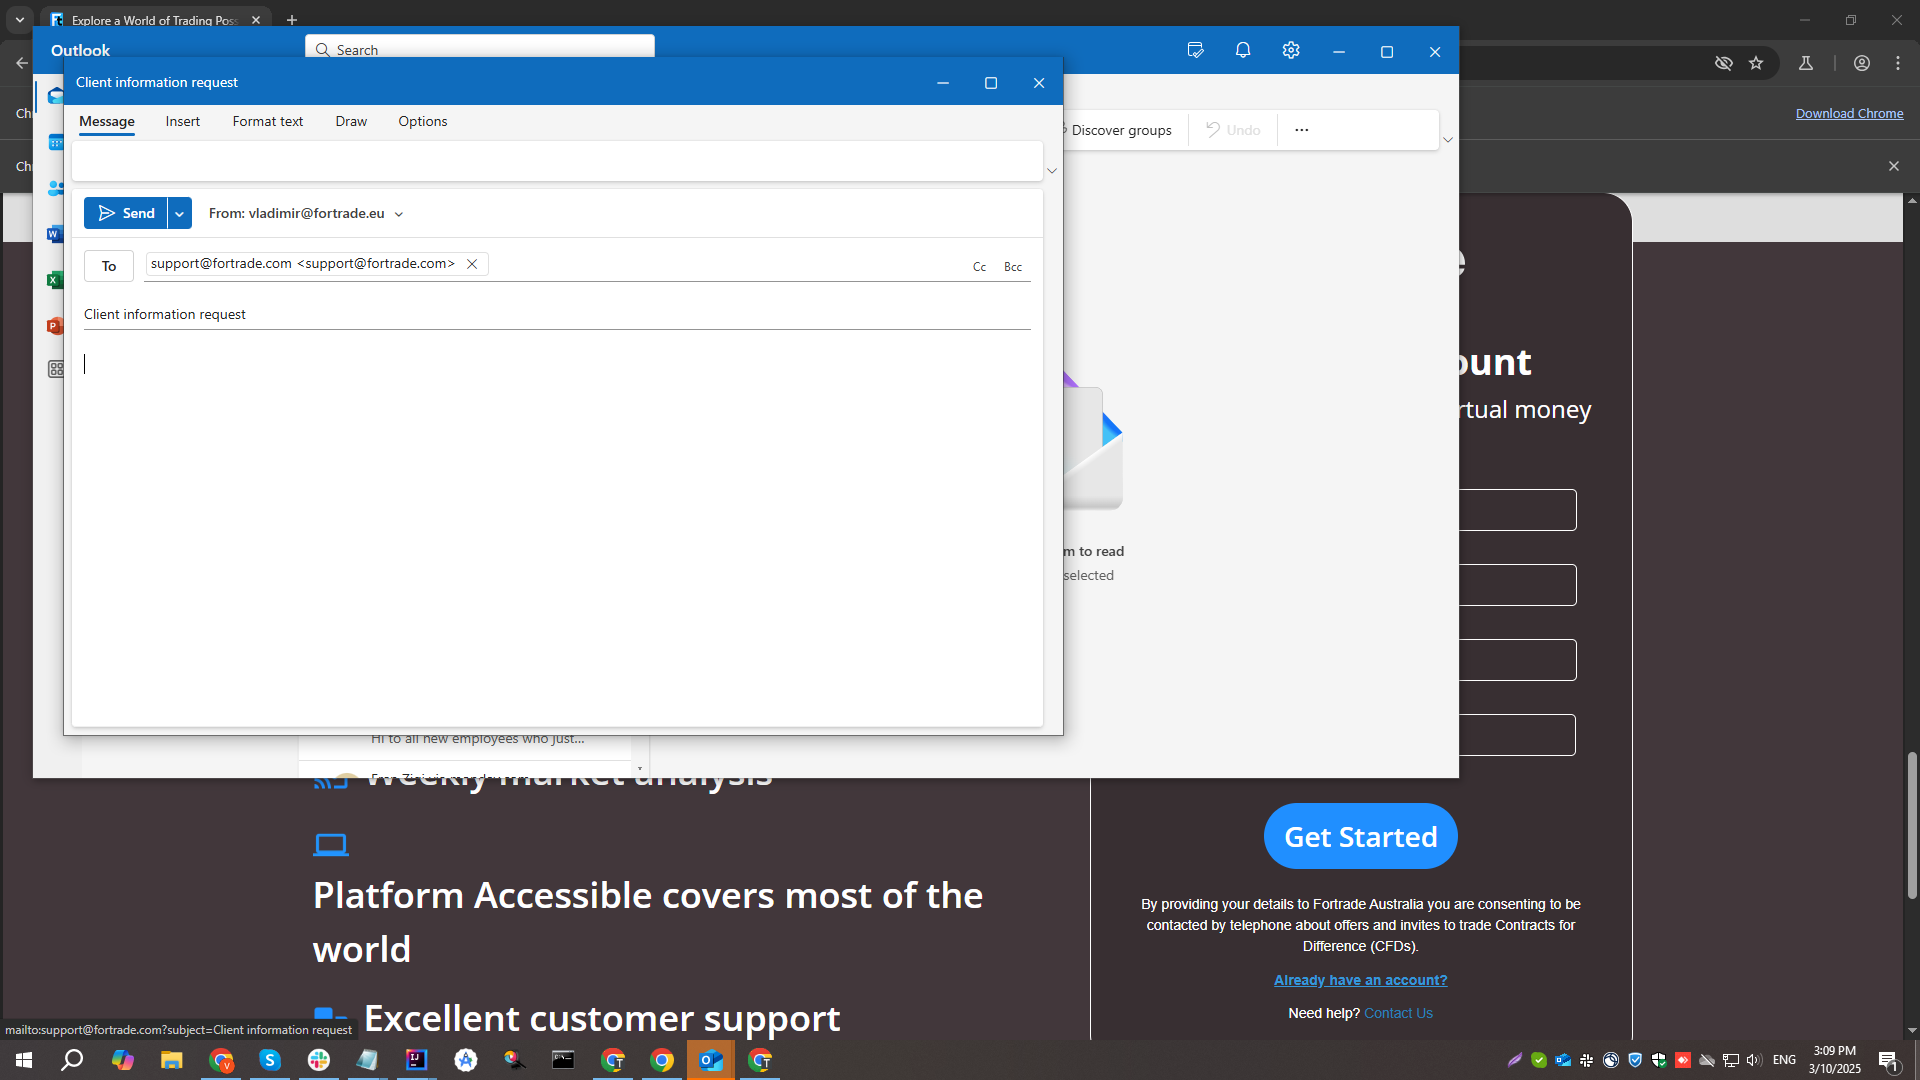 Explore a World of Trading Poss
Outlook
Search
Client information request
Ch
Download Chrome
Message
Insert
Format text
Draw
Options
Discover groups
Undo
Ch
Send
From: vladimir@fortrade.eu
To
support@fortrade.com <support@fortrade.com>
Cc
Bcc
Client information request
ount
rtual money
m to read
selected
Hi to all new employees who just...
Weekly market analysis
Get Started
Platform Accessible covers most of the
world
By providing your details to Fortrade Australia you are consenting to be
contacted by telephone about offers and invites to trade Contracts for
Difference (CFDs).
Already have an account?
Need help? Contact Us
Excellent customer support
mailto:support@fortrade.com?subject=Client information request
ENG
3:09 PM
3/10/2025
1